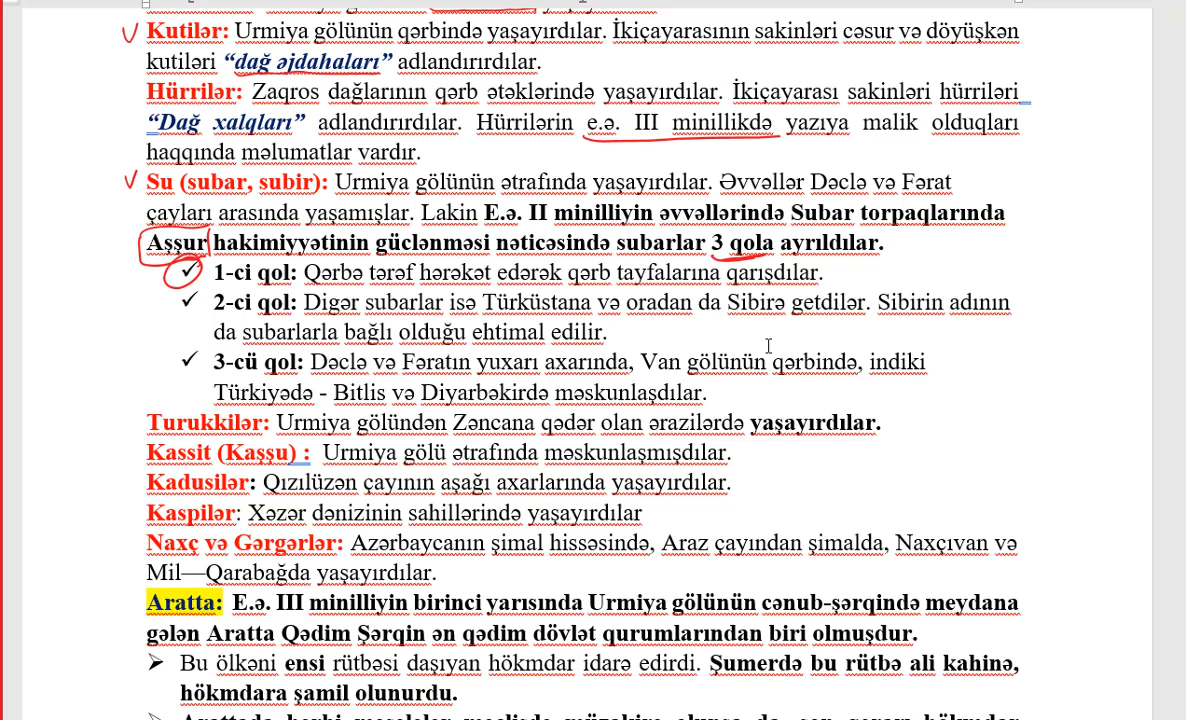 Kutilər: Urmiya gölünün qərbində yaşayırdılar. İkiçayarasının sakinləri cəsur və döyüşkən
kutiləri “dağ əjdahaları” adlandırırdılar.
Hürrilər: Zaqros dağlarının qərb ətəklərində yaşayırdılar. İkiçayarası sakinləri hürriləri
“Dağ xalqları” adlandırırdılar. Hürrilərin e.ə. III minillikdə yazıya malik olduqları
haqqında məlumatlar vardır.
Su (subar, subir): Urmiya gölünün ətrafında yaşayırdılar. Əvvəllər Dəclə və Fərat
çayları arasında yaşamışlar. Lakin E.ə. II minilliyin əvvəllərində Subar torpaqlarında
Aşşur hakimiyyətinin güclənməsi nəticəsində subarlar 3 qola ayrıldılar.
✓ 1-ci qol: Qərbə tərəf hərəkət edərək qərb tayfalarına qarışdılar.
✓ 2-ci qol: Digər subarlar isə Türküstana və oradan da Sibirə getdilər. Sibirin adının
da subarlarla bağlı olduğu ehtimal edilir.
✓ 3-cü qol: Dəclə və Fəratın yuxarı axarında, Van gölünün qərbində, indiki
Türkiyədə - Bitlis və Diyarbəkirdə məskunlaşdılar.
Turukkilər: Urmiya gölündən Zəncana qədər olan ərazilərdə yaşayırdılar.
Kassit (Kaşşu) : Urmiya gölü ətrafında məskunlaşmışdılar.
Kadusilər: Qızılüzən çayının aşağı axarlarında yaşayırdılar.
Kaspilər: Xəzər dənizinin sahillərində yaşayırdılar
Naxç və Gərgərlər: Azərbaycanın şimal hissəsində, Araz çayından şimalda, Naxçıvan və
Mil—Qarabağda yaşayırdılar.
Aratta: E.ə. III minilliyin birinci yarısında Urmiya gölünün cənub-şərqində meydana
gələn Aratta Qədim Şərqin ən qədim dövlət qurumlarından biri olmuşdur.
➢ Bu ölkəni ensi rütbəsi daşıyan hökmdar idarə edirdi. Şumerdə bu rütbə ali kahinə,
hökmdara şamil olunurdu.